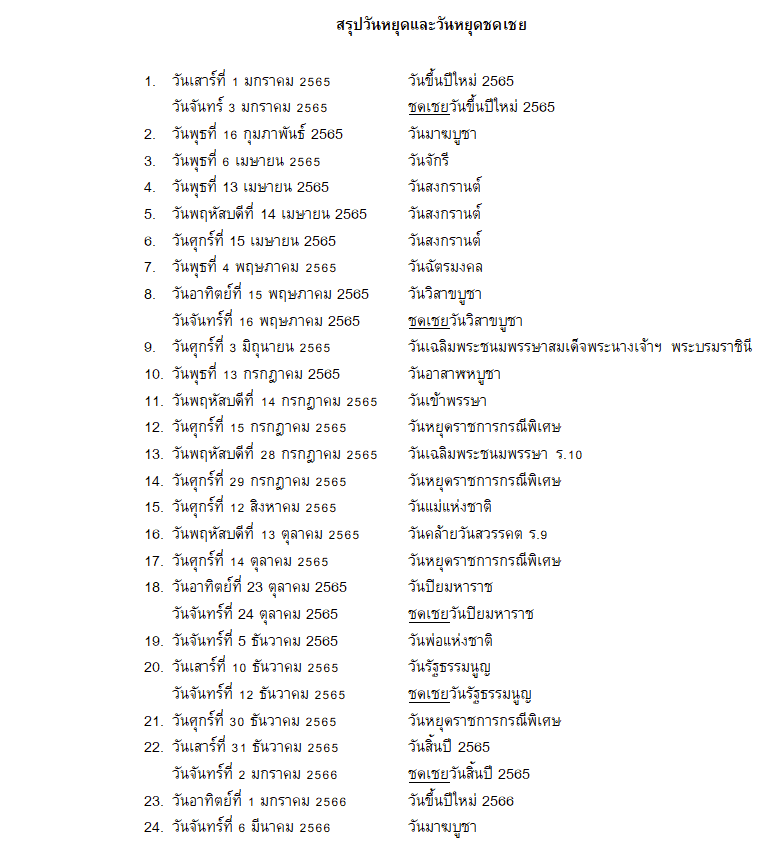 สรุปวันหยุดและวันหยุดชดเชย
1. วันเสาร์ที่ 1 มกราคม 2565 วันขึ้นปีใหม่ 2565
วันจันทร์ 3 มกราคม 2565 ชดเชยวันขึ้นปีใหม่ 2565
2. วันพุธที่ 16 กุมภาพันธ์ 2565 วันมาฆบูชา
3. วันพุธที่ 6 เมษายน 2565 วันจักรี
4. วันพุธที่ 13 เมษายน 2565 วันสงกรานต์
5. วันพฤหัสบดีที่ 14 เมษายน 2565 วันสงกรานต์
6. วันศุกร์ที่ 15 เมษายน 2565 วันสงกรานต์
7. วันพุธที่ 4 พฤษภาคม 2565 วันฉัตรมงคล
8. วันอาทิตย์ที่ 15 พฤษภาคม 2565 วันวิสาขบูชา
วันจันทร์ที่ 16 พฤษภาคม 2565 ชดเชยวันวิสาขบูชา
9. วันศุกร์ที่ 3 มิถุนายน 2565 วันเฉลิมพระชนมพรรษาสมเด็จพระนางเจ้าฯ พระบรมราชินี
10. วันพุธที่ 13 กรกฎาคม 2565 วันอาสาฬหบูชา
11. วันพฤหัสบดีที่ 14 กรกฎาคม 2565 วันเข้าพรรษา
12. วันศุกร์ที่ 15 กรกฎาคม 2565 วันหยุดราชการกรณีพิเศษ
13. วันพฤหัสบดีที่ 28 กรกฎาคม 2565 วันเฉลิมพระชนมพรรษา ร.10
14. วันศุกร์ที่ 29 กรกฎาคม 2565 วันหยุดราชการกรณีพิเศษ
15. วันศุกร์ที่ 12 สิงหาคม 2565 วันแม่แห่งชาติ
16. วันพฤหัสบดีที่ 13 ตุลาคม 2565 วันคล้ายวันสวรรคต ร.9
17. วันศุกร์ที่ 14 ตุลาคม 2565 วันหยุดราชการกรณีพิเศษ
18. วันอาทิตย์ที่ 23 ตุลาคม 2565 วันปิยมหาราช
วันจันทร์ที่ 24 ตุลาคม 2565 ชดเชยวันปิยมหาราช
19. วันจันทร์ที่ 5 ธันวาคม 2565 วันพ่อแห่งชาติ
20. วันเสาร์ที่ 10 ธันวาคม 2565 วันรัฐธรรมนูญ
วันจันทร์ที่ 12 ธันวาคม 2565 ชดเชยวันรัฐธรรมนูญ
21. วันศุกร์ที่ 30 ธันวาคม 2565 วันหยุดราชการกรณีพิเศษ
22. วันเสาร์ที่ 31 ธันวาคม 2565 วันสิ้นปี 2565
วันจันทร์ที่ 2 มกราคม 2566 ชดเชยวันสิ้นปี 2565
23. วันอาทิตย์ที่ 1 มกราคม 2566 วันขึ้นปีใหม่ 2566
24. วันจันทร์ที่ 6 มีนาคม 2566 วันมาฆบูชา